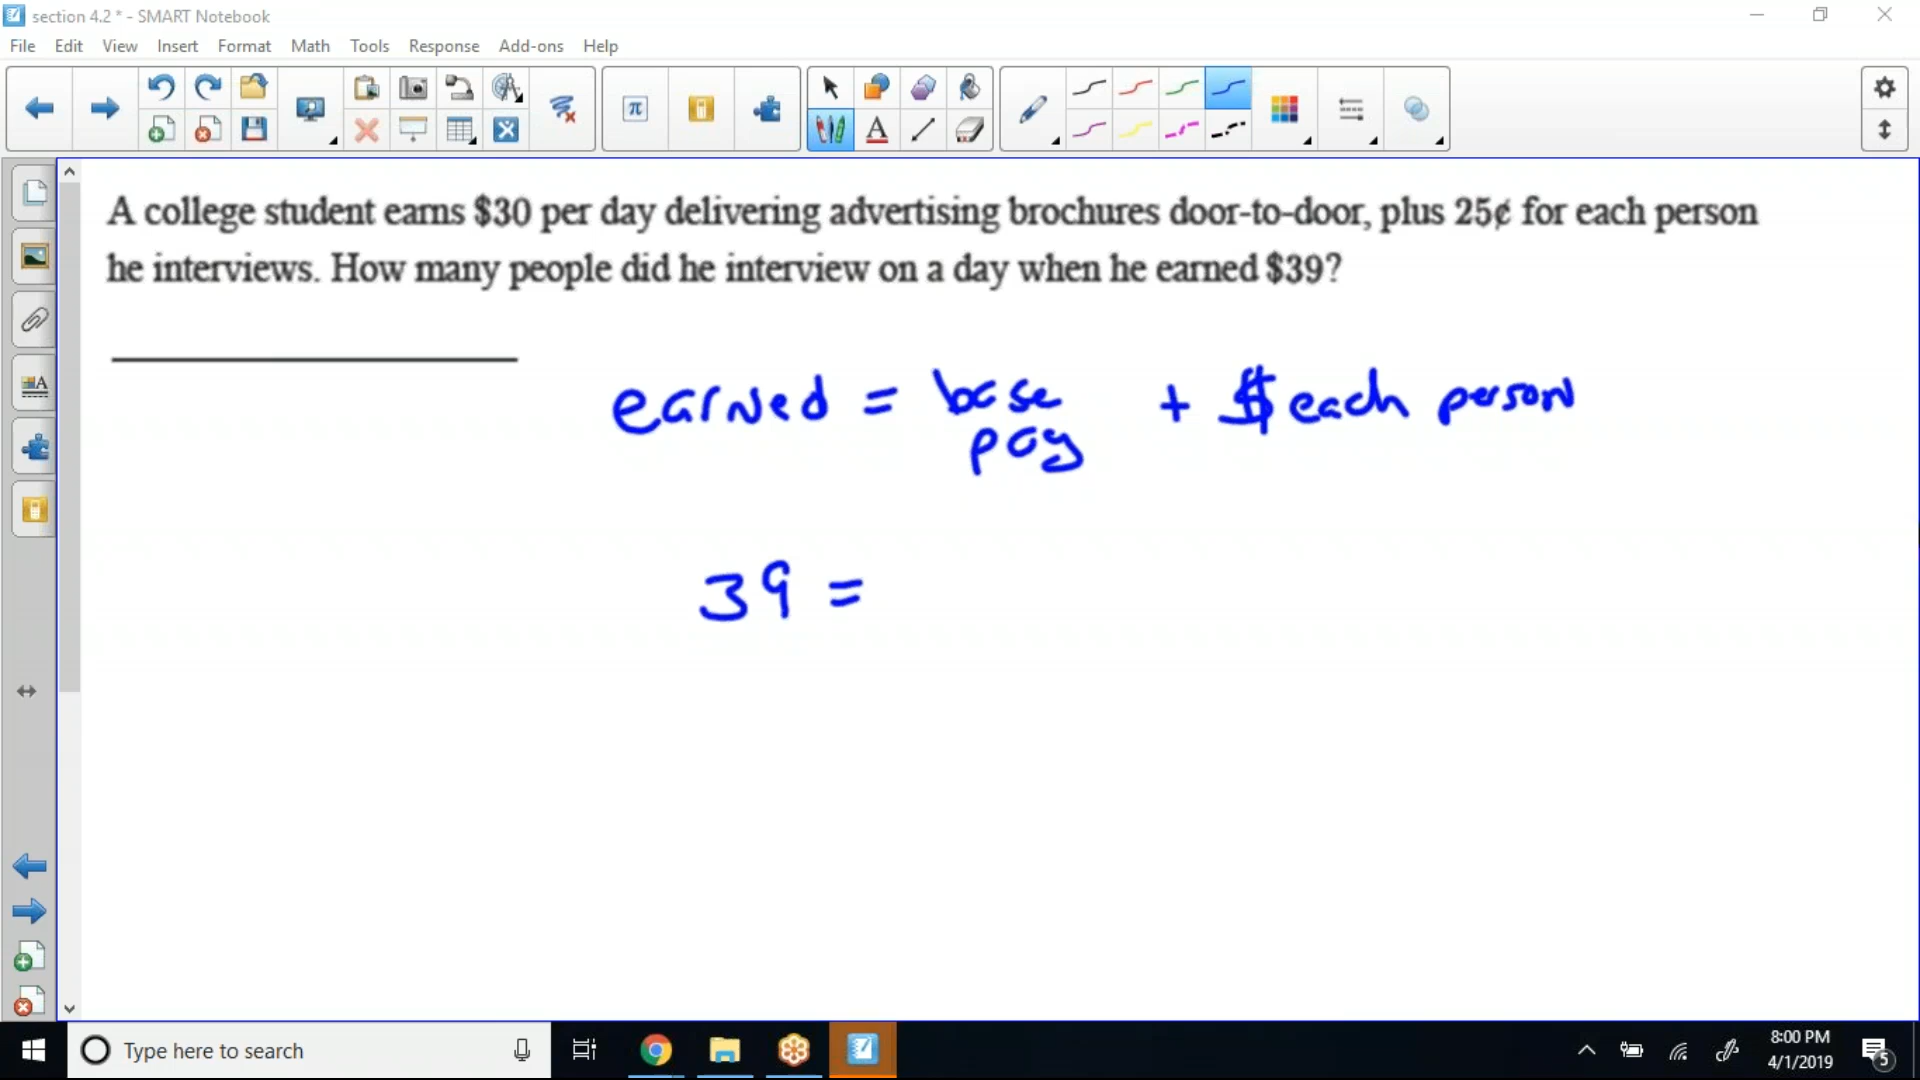 section 4.2 * - SMART Notebook
File Edit View Insert Format Math Tools Response Add-ons Help
π
A
A college student earns $30 per day delivering advertising brochures door-to-door, plus 25¢ for each person
he interviews. How many people did he interview on a day when he earned $39?
earned = base + $ each person
pay
39 =
Type here to search
8:00 PM
4/1/2019
5